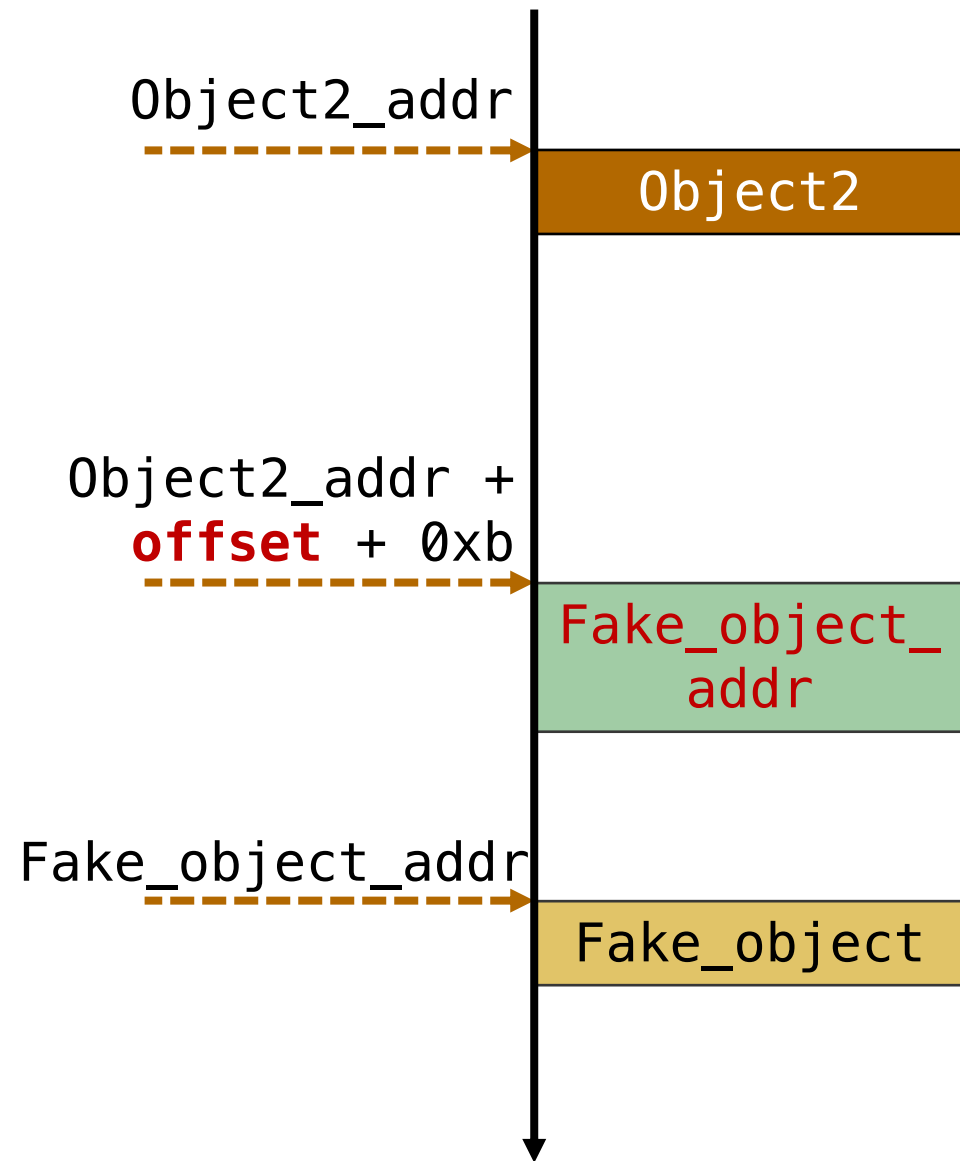 Object2_addr
Object2
Object2_addr +
offset + 0xb
Fake_object_
addr
Fake_object_addr
Fake_object